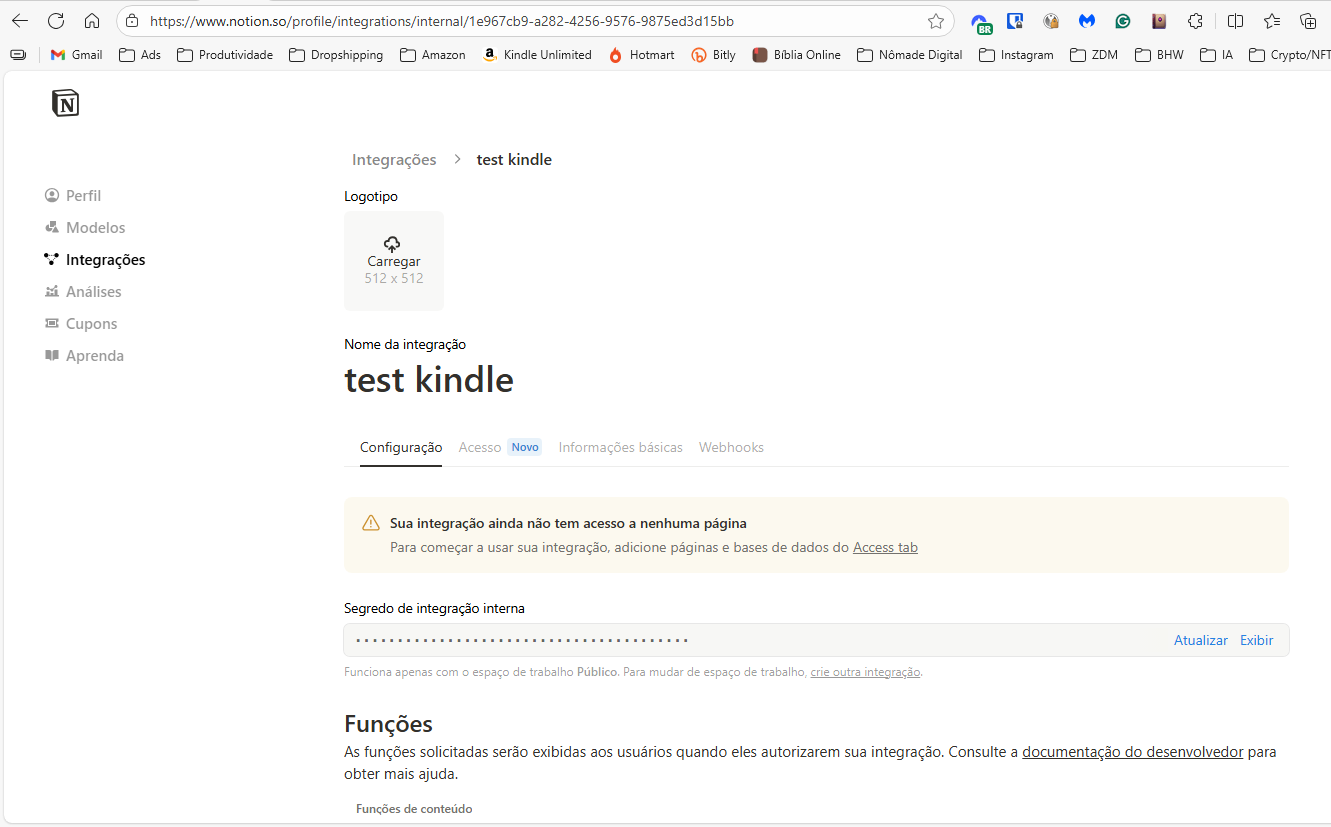 https://www.notion.so/profile/integrations/internal/1e967cb9-a282-4256-9576-9875ed3d15bb
BR
Gmail Ads Produtividade Dropshipping Amazon Kindle Unlimited Hotmart Bitly Bíblia Online Nômade Digital Instagram ZDM BHW IA Crypto/NFT
Integrações > test kindle
Perfil
Modelos
Integrações
Análises
Cupons
Aprenda
Logotipo
Carregar
512 x 512
Nome da integração
test kindle
Configuração Acesso Novo Informações básicas Webhooks
Sua integração ainda não tem acesso a nenhuma página
Para começar a usar sua integração, adicione páginas e bases de dados do Access tab
Segredo de integração interna
Atualizar Exibir
Funciona apenas com o espaço de trabalho Público. Para mudar de espaço de trabalho, crie outra integração.
Funções
As funções solicitadas serão exibidas aos usuários quando eles autorizarem sua integração. Consulte a documentação do desenvolvedor para
obter mais ajuda.
Funções de conteúdo